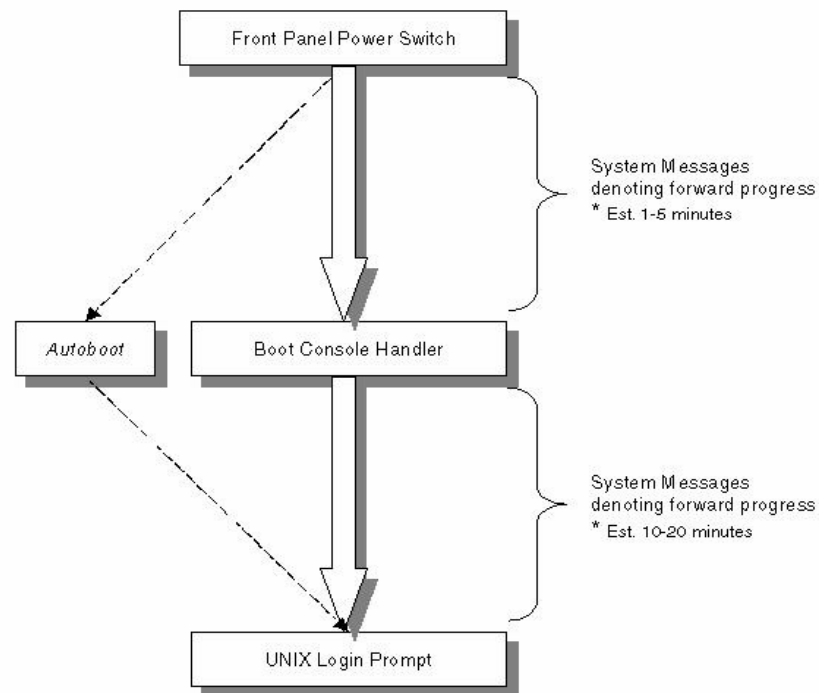 Front Panel Power Switch
System Messages
denoting forward progress
* Est. 1-5 minutes
Autoboot
Boot Console Handler
System Messages
denoting forward progress
* Est. 10-20 minutes
UNIX Login Prompt